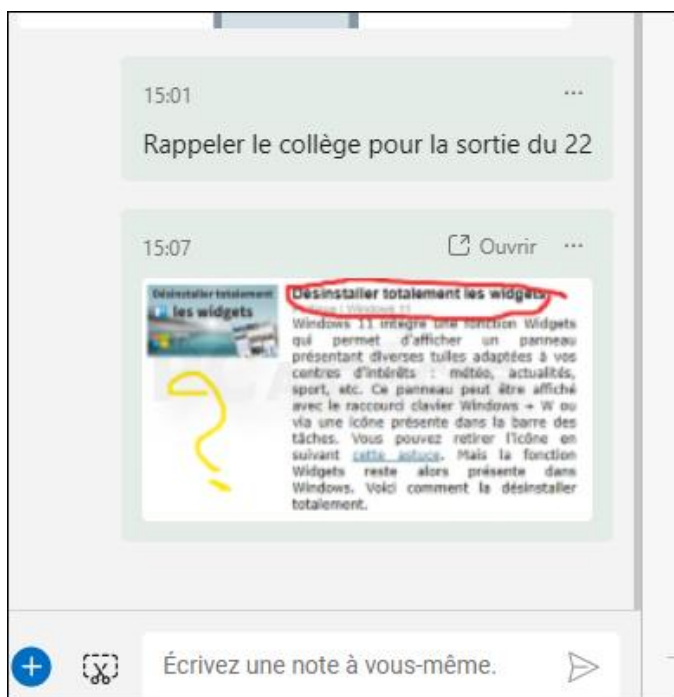 15:01
Rappeler le collège pour la sortie du 22
15:07
Ouvrir
Désinstaller totalement
les widgets
Désinstaller totalement les widgets
Windows 11
Windows 11 intègre une fonction Widgets
qui permet d'afficher un panneau
présentant diverses tuiles adaptées à vos
centres d'intérêts : météo, actualités,
sport, etc. Ce panneau peut être affiché
avec le raccourci clavier Windows + W ou
via une icône présente dans la barre des
tâches. Vous pouvez retirer l'icône en
suivant cette astuce. Mais la fonction
Widgets reste alors présente dans
Windows. Voici comment la désinstaller
totalement.
Écrivez une note à vous-même.